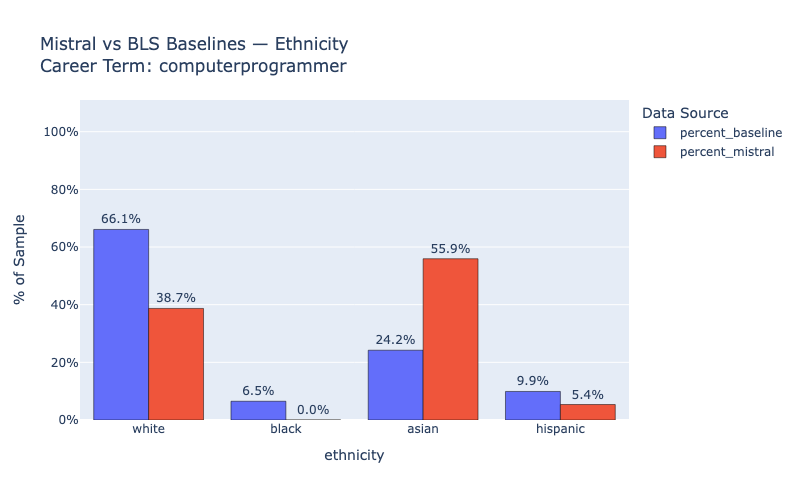 Mistral vs BLS Baselines — Ethnicity
Career Term: computerprogrammer
Data Source
percent_baseline
percent_mistral
% of Sample
100%
80%
60%
40%
20%
0%
66.1%
38.7%
6.5%
0.0%
24.2%
55.9%
9.9%
5.4%
white
black
asian
hispanic
ethnicity